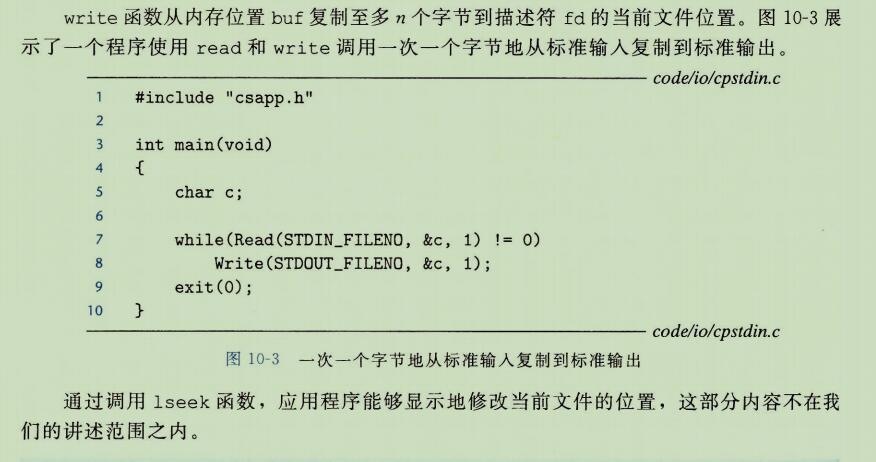 write 函数从内存位置 buf 复制至多 n 个字节到描述符 fd 的当前文件位置。图 10-3 展
示了一个程序使用 read 和 write 调用一次一个字节地从标准输入复制到标准输出。
code/io/cpstdin.c
1 #include "csapp.h"
2
3 int main(void)
4 {
5 char c;
6
7 while(Read(STDIN_FILENO, &c, 1) != 0)
8 Write(STDOUT_FILENO, &c, 1);
9 exit(0);
10 }
code/io/cpstdin.c
图 10-3 一次一个字节地从标准输入复制到标准输出
通过调用 lseek 函数，应用程序能够显示地修改当前文件的位置，这部分内容不在我
们的讲述范围之内。